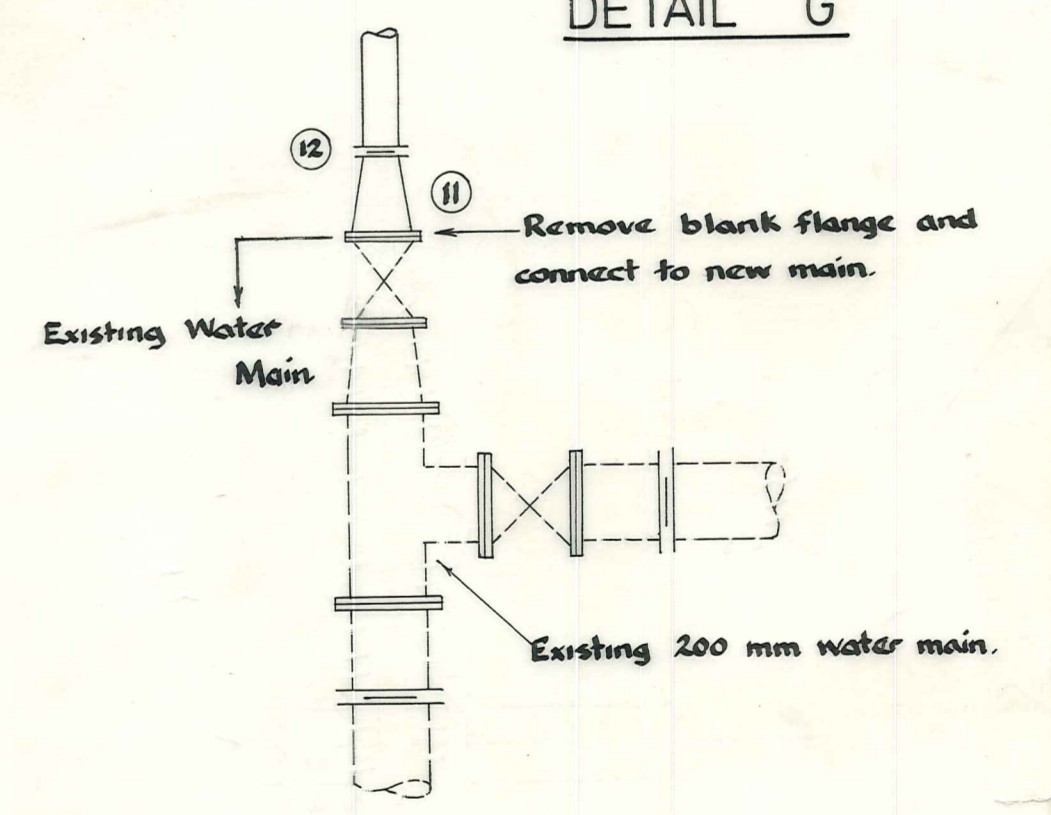 DETAIL G
12
11
Remove blank flange and
connect to new main.
Existing Water
Main
Existing 200 mm water main.